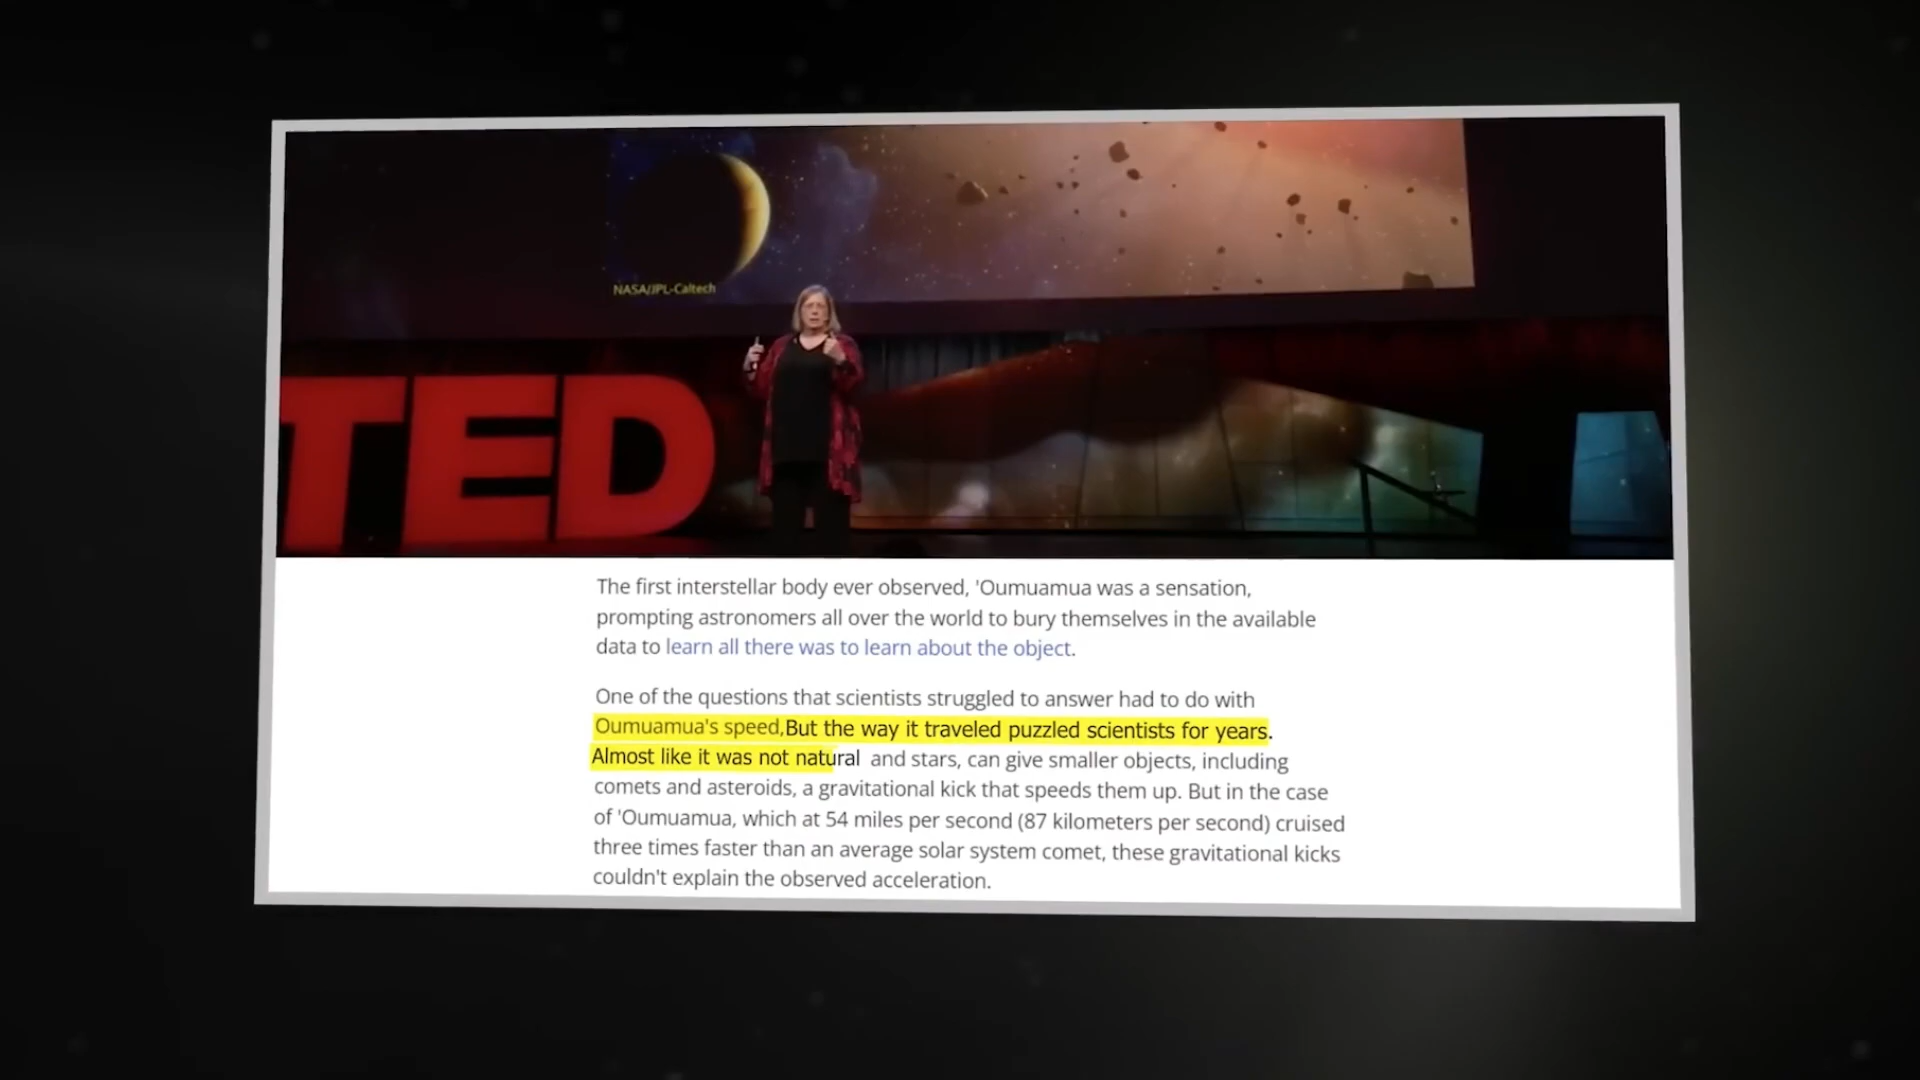 NASA/JPL-Caltech
TED
The first interstellar body ever observed, 'Oumuamua was a sensation,
prompting astronomers all over the world to bury themselves in the available
data to learn all there was to learn about the object.
One of the questions that scientists struggled to answer had to do with
Oumuamua's speed,But the way it traveled puzzled scientists for years.
Almost like it was not natural and stars, can give smaller objects, including
comets and asteroids, a gravitational kick that speeds them up. But in the case
of 'Oumuamua, which at 54 miles per second (87 kilometers per second) cruised
three times faster than an average solar system comet, these gravitational kicks
couldn't explain the observed acceleration.